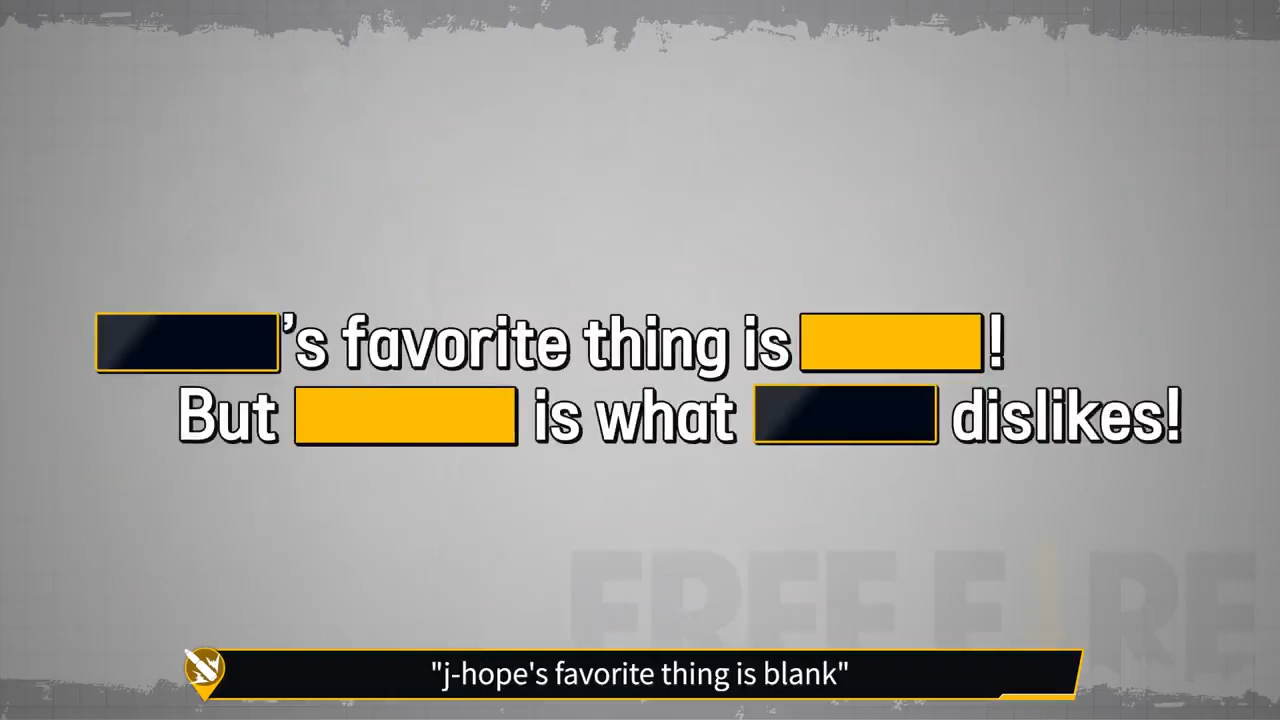 's favorite thing is !
But is what dislikes!
FREE FIRE
"j-hope's favorite thing is blank"